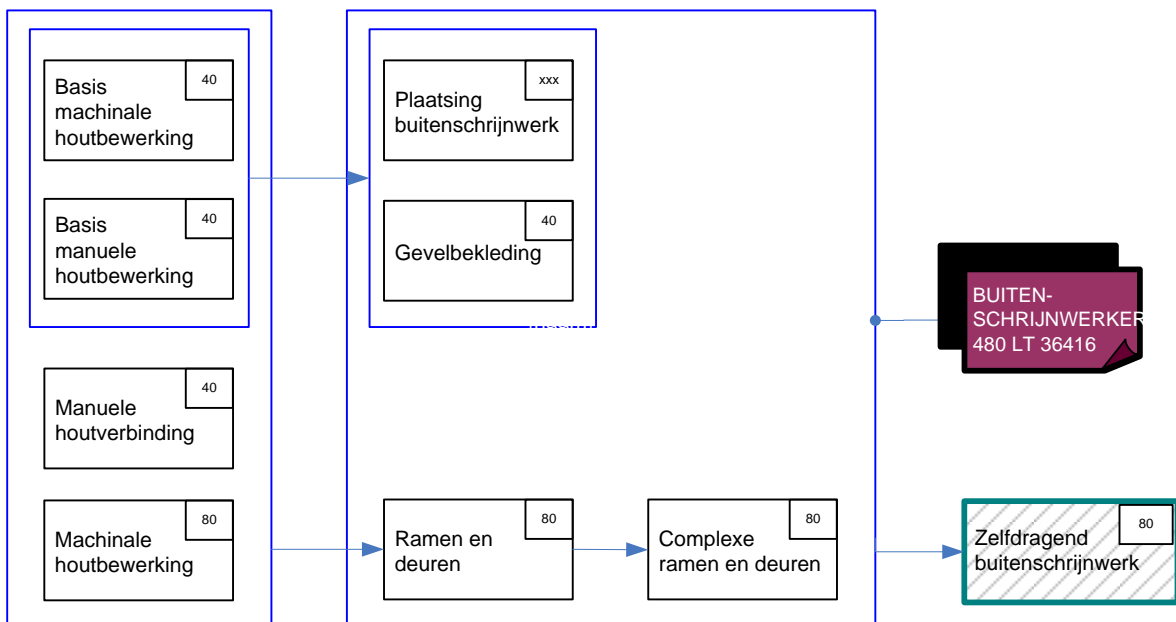 40
Basis
machinale
houtbewerking
40
Basis
manuele
houtbewerking
40
Manuele
houtverbinding
80
Machinale
houtbewerking
xxx
Plaatsing
buitenschrijnwerk
40
Gevelbekleding
80
Ramen en
deuren
80
Complexe
ramen en deuren
BUITEN-
SCHRIJNWERKER
480 LT 36416
80
Zelfdragend
buitenschrijnwerk